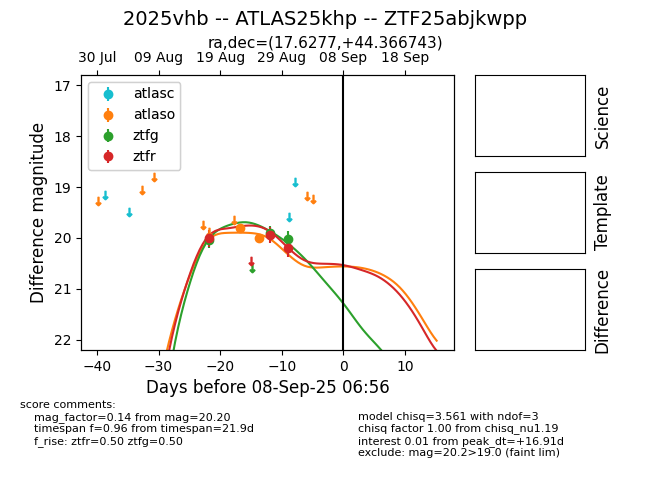 2025vhb -- ATLAS25khp -- ZTF25abjkwpp
ra,dec=(17.6277,+44.366743)
30 Jul 09 Aug 19 Aug 29 Aug 08 Sep 18 Sep
atlasc
atlaso
ztfg
ztfr
17
18
19
20
21
22
Difference magnitude
−40 −30 −20 −10 0 10
Days before 08-Sep-25 06:56
Science
Template
Difference
score comments:
mag_factor=0.14 from mag=20.20
timespan f=0.96 from timespan=21.9d
f_rise: ztfr=0.50 ztfg=0.50
model chisq=3.561 with ndof=3
chisq factor 1.00 from chisq_nu1.19
interest 0.01 from peak_dt=+16.91d
exclude: mag=20.2>19.0 (faint lim)